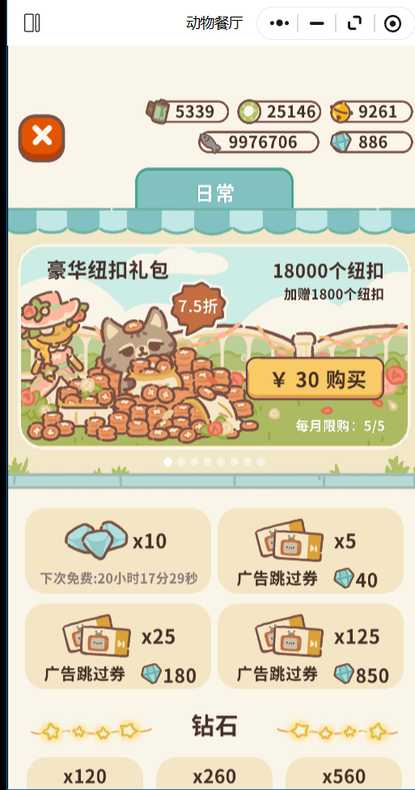 动物餐厅
5339
25146
9261
9976706
886
日常
豪华纽扣礼包
18000个纽扣
加赠1800个纽扣
7.5折
¥ 30 购买
每月限购：5/5
x10
下次免费:20小时17分29秒
x5
广告跳过券
40
x25
广告跳过券
180
x125
广告跳过券
850
钻石
x120
x260
x560